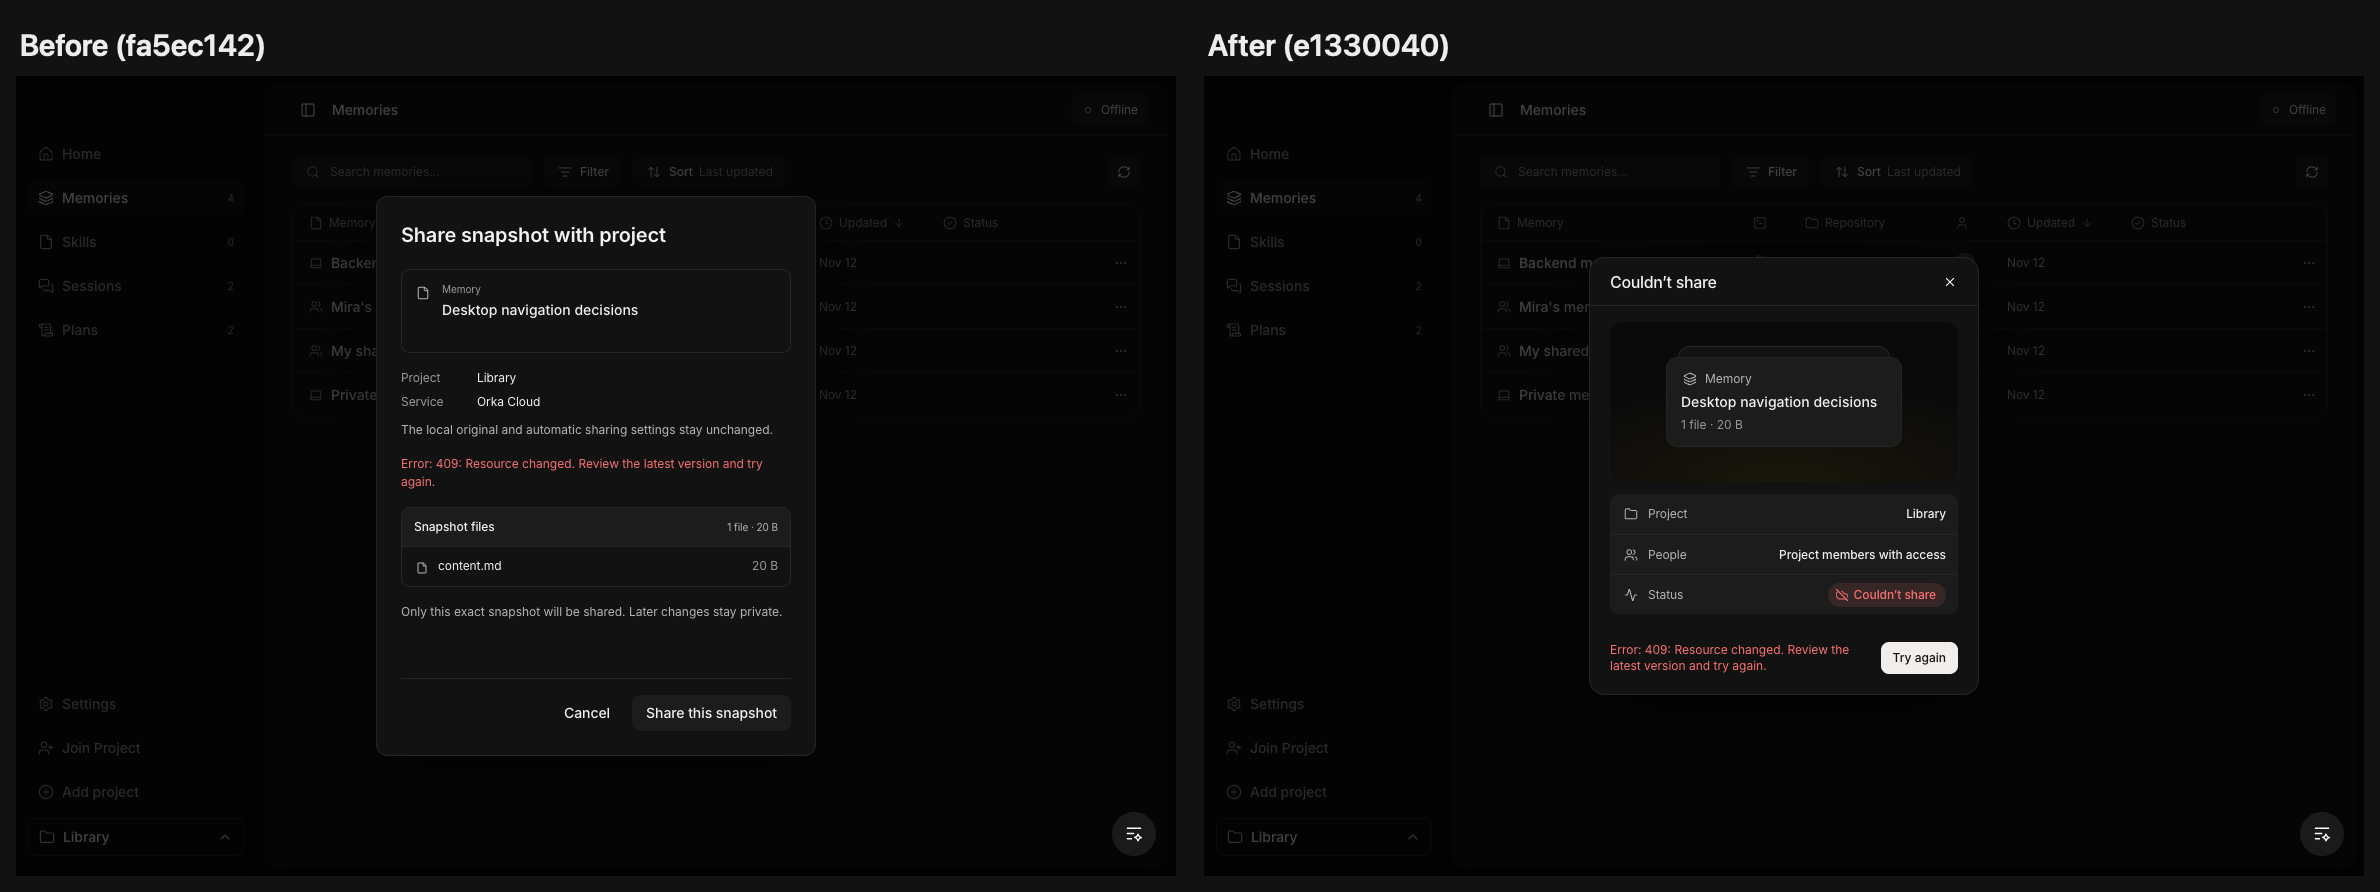 Before (fa5ec142)
Memories
Offline
Home
Memories 4
Skills 0
Sessions 2
Plans 2
Settings
Join Project
Add project
Library
Search memories...
Filter
Sort Last updated
Memory
Updated
Status
Backer
Nov 12
Mira's
Nov 12
My sha
Nov 12
Private
Nov 12
Share snapshot with project
Memory
Desktop navigation decisions
Project Library
Service Orka Cloud
The local original and automatic sharing settings stay unchanged.
Error: 409: Resource changed. Review the latest version and try
again.
Snapshot files 1 file · 20 B
content.md 20 B
Only this exact snapshot will be shared. Later changes stay private.
Cancel
Share this snapshot
After (e1330040)
Memories
Offline
Home
Memories 4
Skills 0
Sessions 2
Plans 2
Settings
Join Project
Add project
Library
Search memories...
Filter
Sort Last updated
Memory
Repository
Updated
Status
Backend m
Nov 12
Mira's mer
Nov 12
My shared
Nov 12
Private me
Nov 12
Couldn’t share
Memory
Desktop navigation decisions
1 file · 20 B
Project Library
People Project members with access
Status Couldn’t share
Error: 409: Resource changed. Review the
latest version and try again.
Try again